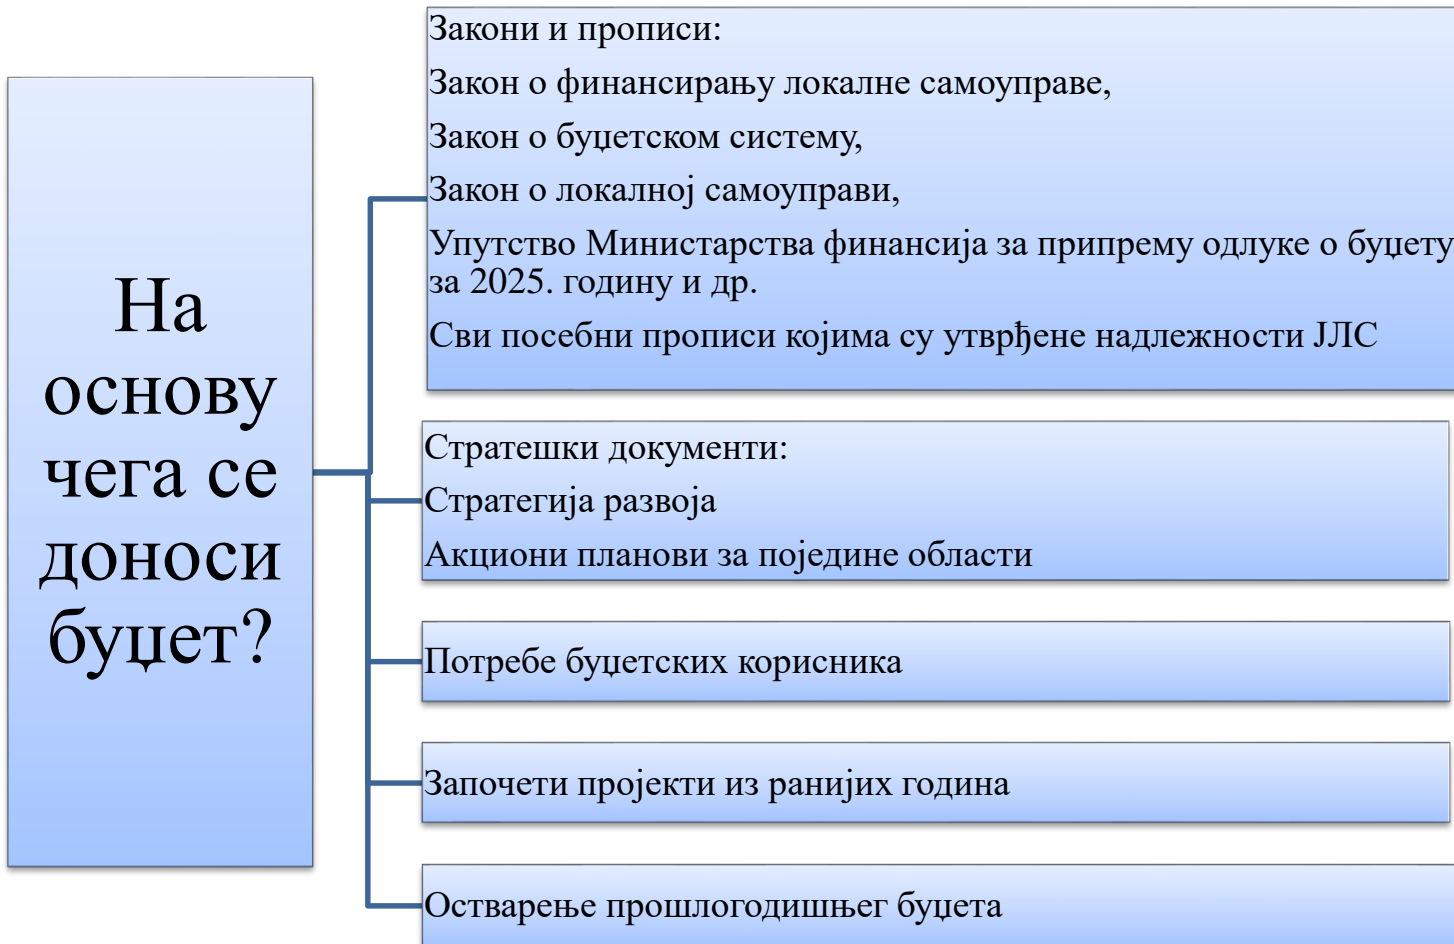 На
основу
чега се
доноси
буџет?
Закони и прописи:
Закон о финансирању локалне самоуправе,
Закон о буџетском систему,
Закон о локалној самоуправи,
Упутство Министарства финансија за припрему одлуке о буџету
за 2025. годину и др.
Сви посебни прописи којима су утврђене надлежности ЈЛС
Стратешки документи:
Стратегија развоја
Акциони планови за поједине области
Потребе буџетских корисника
Започети пројекти из ранијих година
Остварење прошлогодишњег буџета